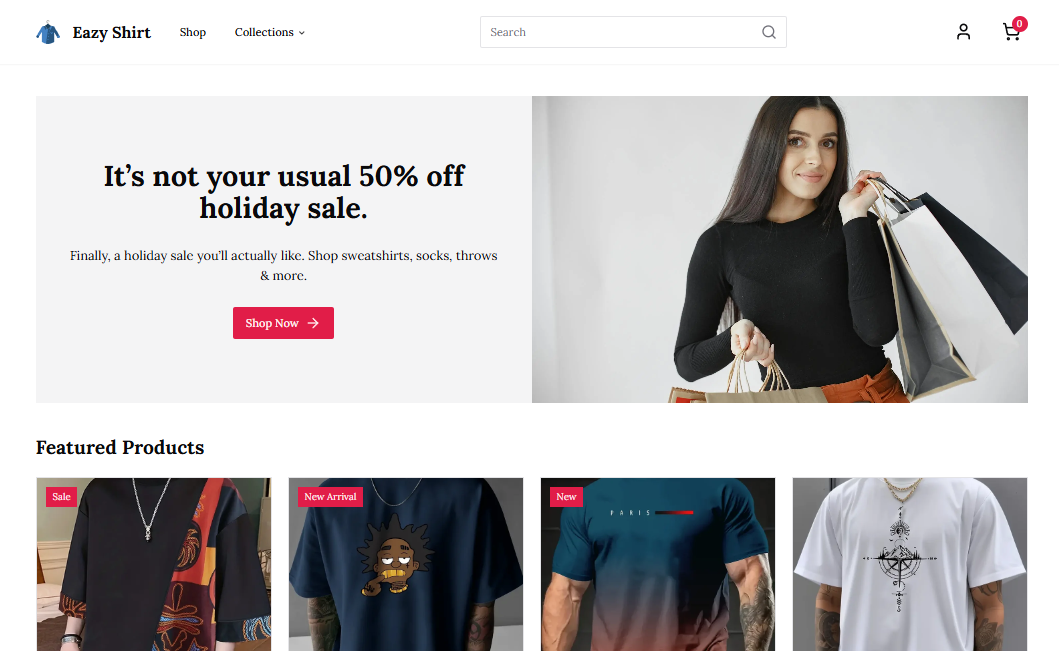 Eazy Shirt
Shop
Collections
Search
0
It’s not your usual 50% off
holiday sale.
Finally, a holiday sale you’ll actually like. Shop sweatshirts, socks, throws
& more.
Shop Now
Featured Products
Sale
New Arrival
New
PARIS